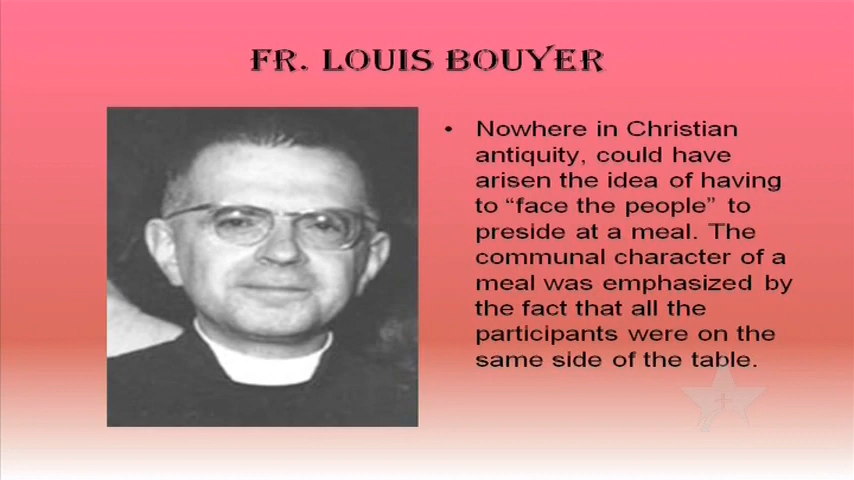 FR. LOUIS BOUYER
• Nowhere in Christian
antiquity, could have
arisen the idea of having
to “face the people” to
preside at a meal. The
communal character of a
meal was emphasized by
the fact that all the
participants were on the
same side of the table.